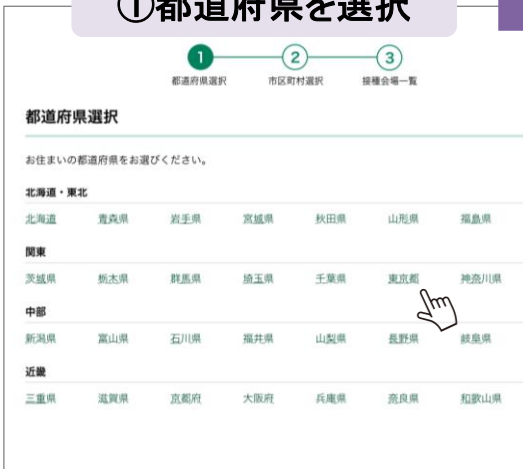 ①都道府県を選択
1 2 3
都道府県選択 市区町村選択 接種会場一覧
都道府県選択
お住まいの都道府県をお選びください。
北海道・東北
北海道 青森県 岩手県 宮城県 秋田県 山形県 福島県
関東
茨城県 栃木県 群馬県 埼玉県 千葉県 東京都 神奈川県
中部
新潟県 富山県 石川県 福井県 山梨県 長野県 岐阜県
近畿
三重県 滋賀県 京都府 大阪府 兵庫県 奈良県 和歌山県